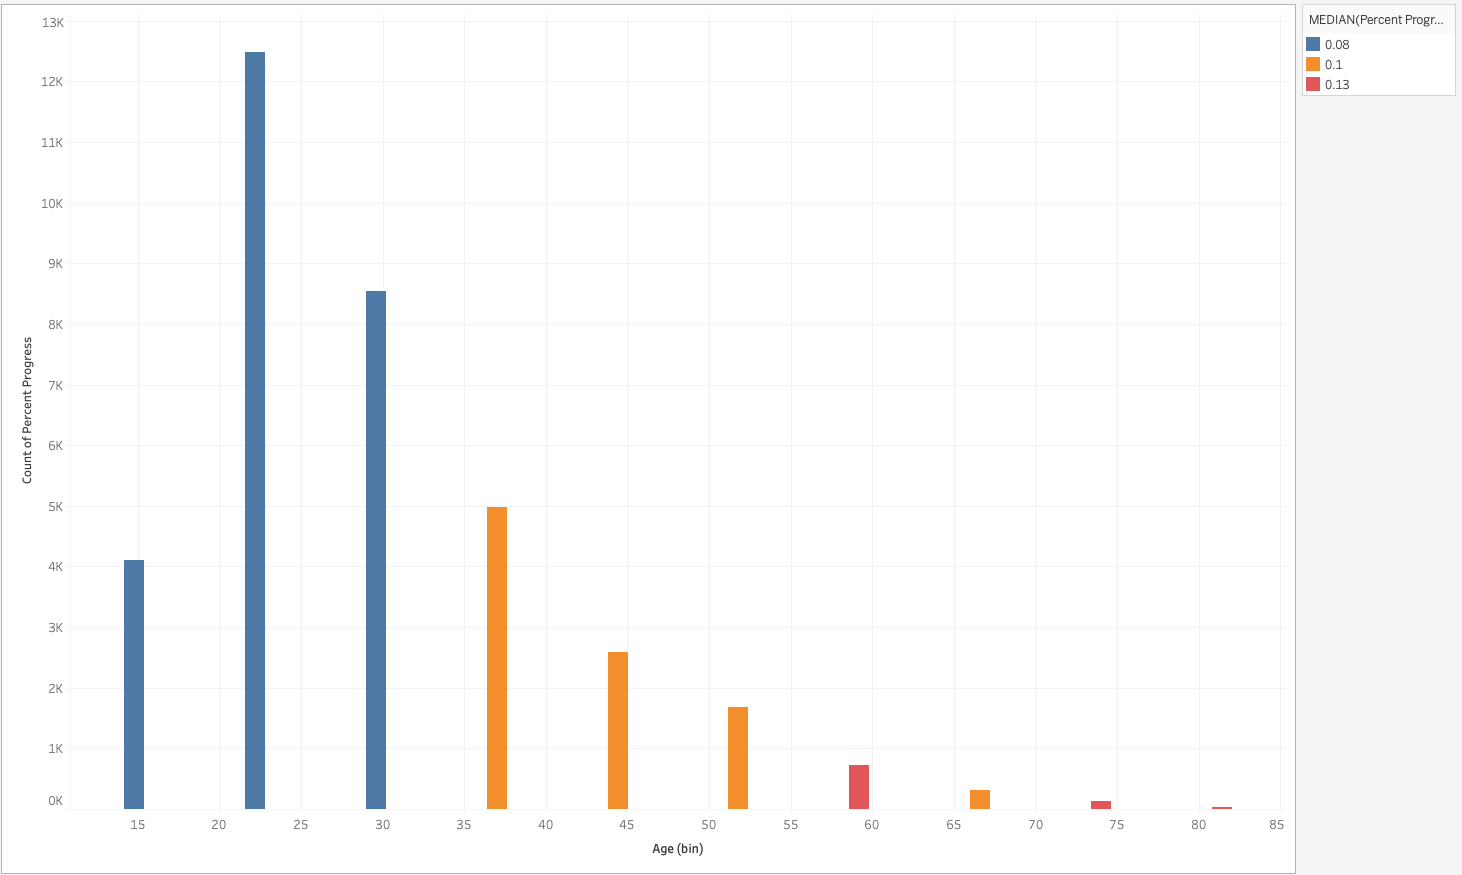 MEDIAN(Percent Progr...
0.08
0.1
0.13
13K
12K
11K
10K
9K
8K
7K
6K
5K
4K
3K
2K
1K
0K
Count of Percent Progress
15 20 25 30 35 40 45 50 55 60 65 70 75 80 85
Age (bin)